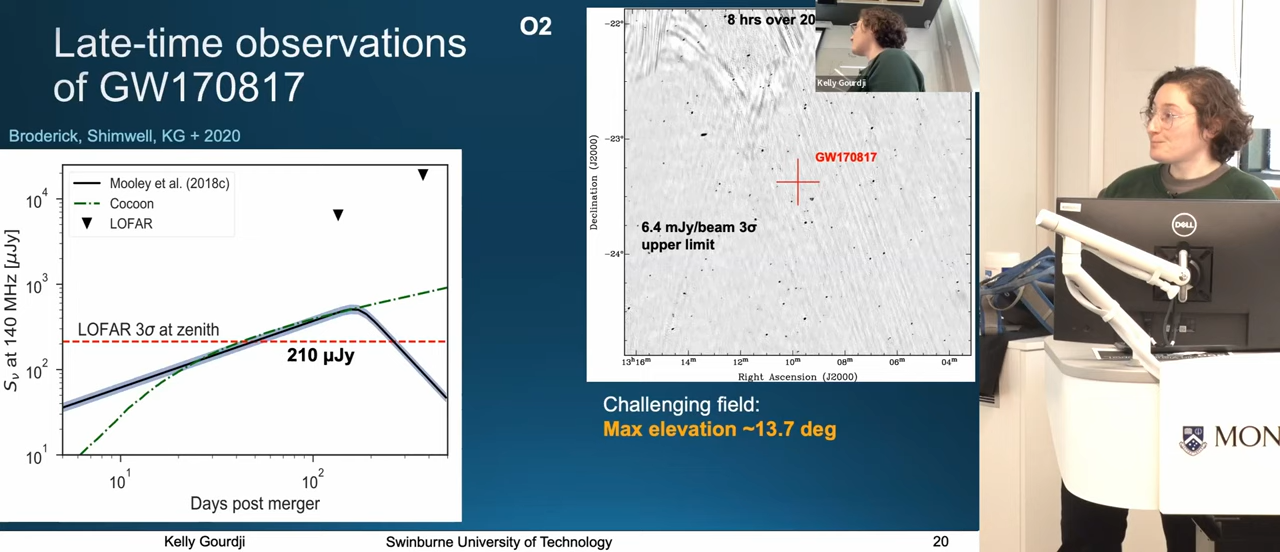 Late-time observations
of GW170817
O2
Broderick, Shimwell, KG + 2020
Mooley et al. (2018c)
Cocoon
LOFAR
LOFAR 3σ at zenith
210 μJy
S_ν at 140 MHz [μJy]
10⁴
10³
10²
10¹
10¹
10²
Days post merger
8 hrs over 20
Kelly Gourdji
GW170817
6.4 mJy/beam 3σ
upper limit
Declination (J2000)
-22°
-23°
-24°
13ʰ16ᵐ
14ᵐ
12ᵐ
10ᵐ
08ᵐ
06ᵐ
04ᵐ
Right Ascension (J2000)
Challenging field:
Max elevation ~13.7 deg
Kelly Gourdji
Swinburne University of Technology
20
DELL
MON